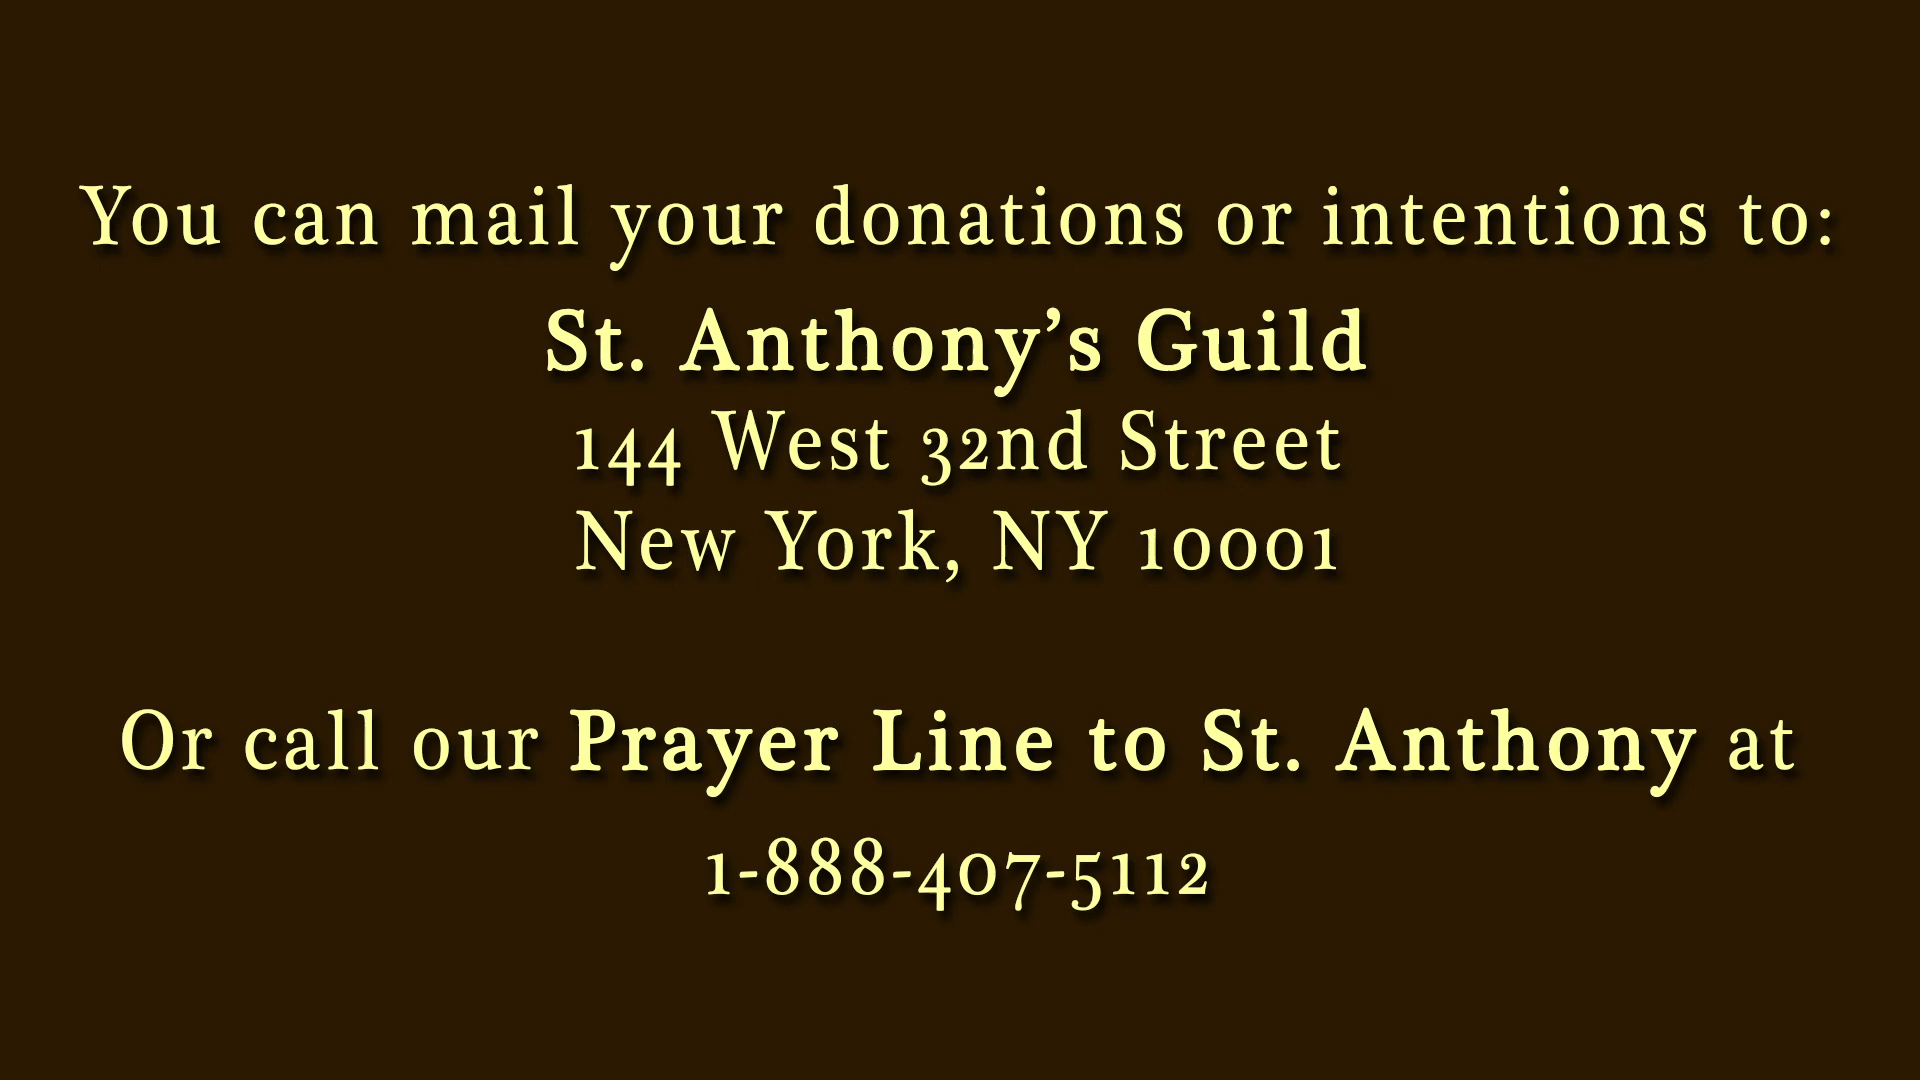 You can mail your donations or intentions to:
St. Anthony’s Guild
144 West 32nd Street
New York, NY 10001
Or call our Prayer Line to St. Anthony at
1-888-407-5112